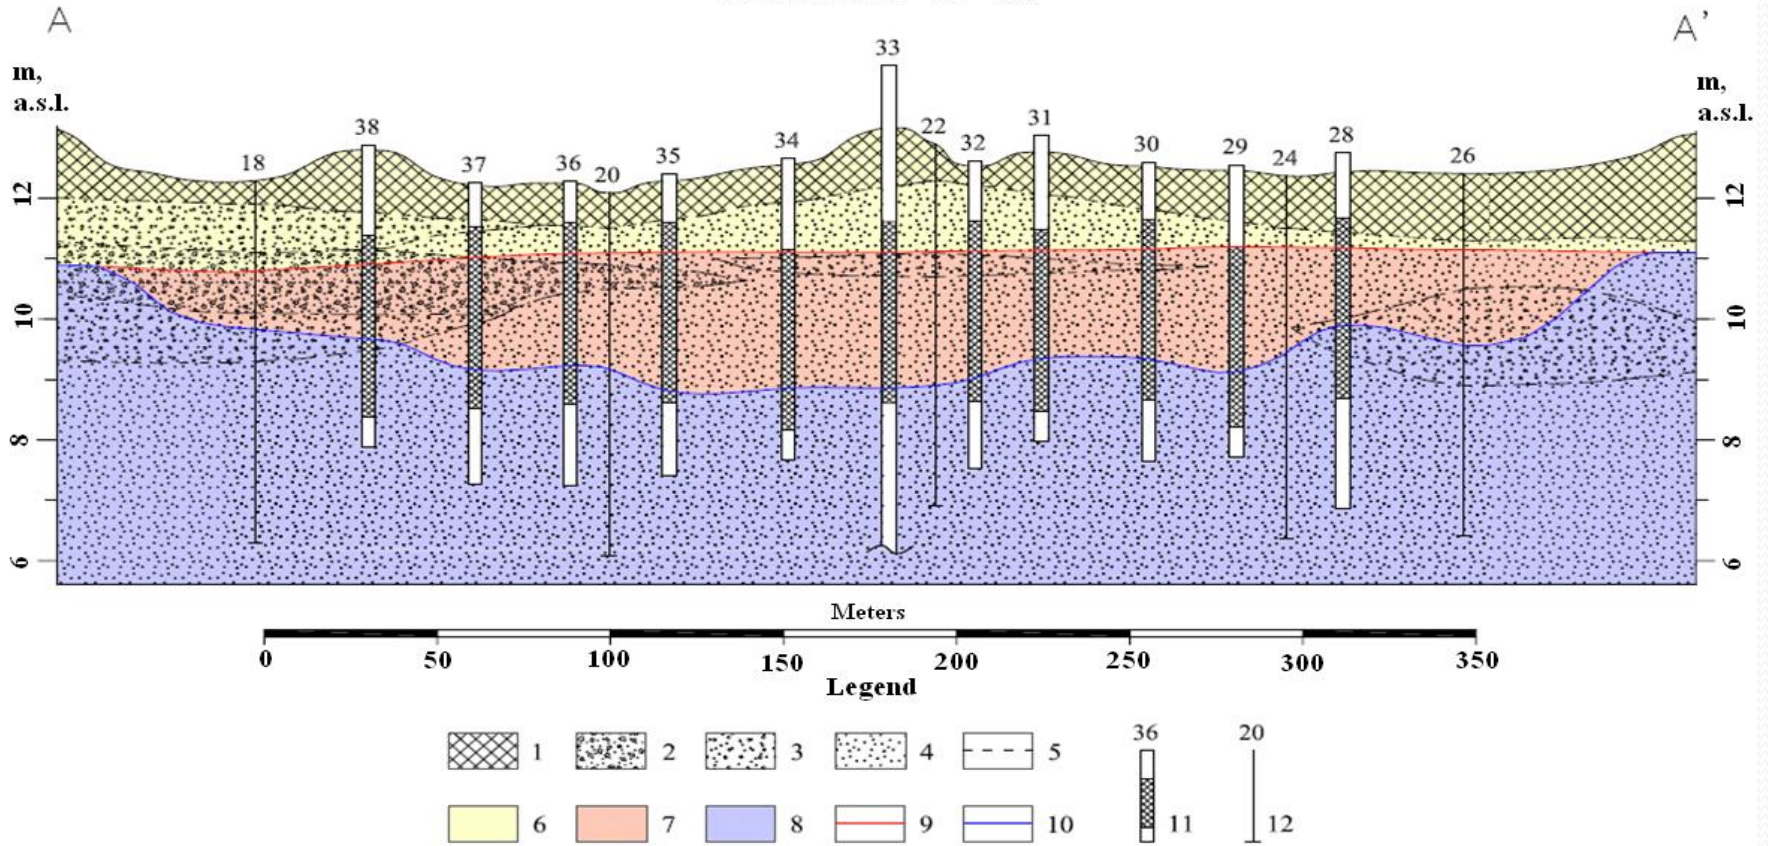 A A'
m, a.s.l. m, a.s.l.
18 38 37 36 20 35 34 33 22 32 31 30 29 24 28 26
12 12
10 10
8 8
6 6
Meters
0 50 100 150 200 250 300 350
Legend
36 20
1 2 3 4 5
6 7 8 9 10 11 12